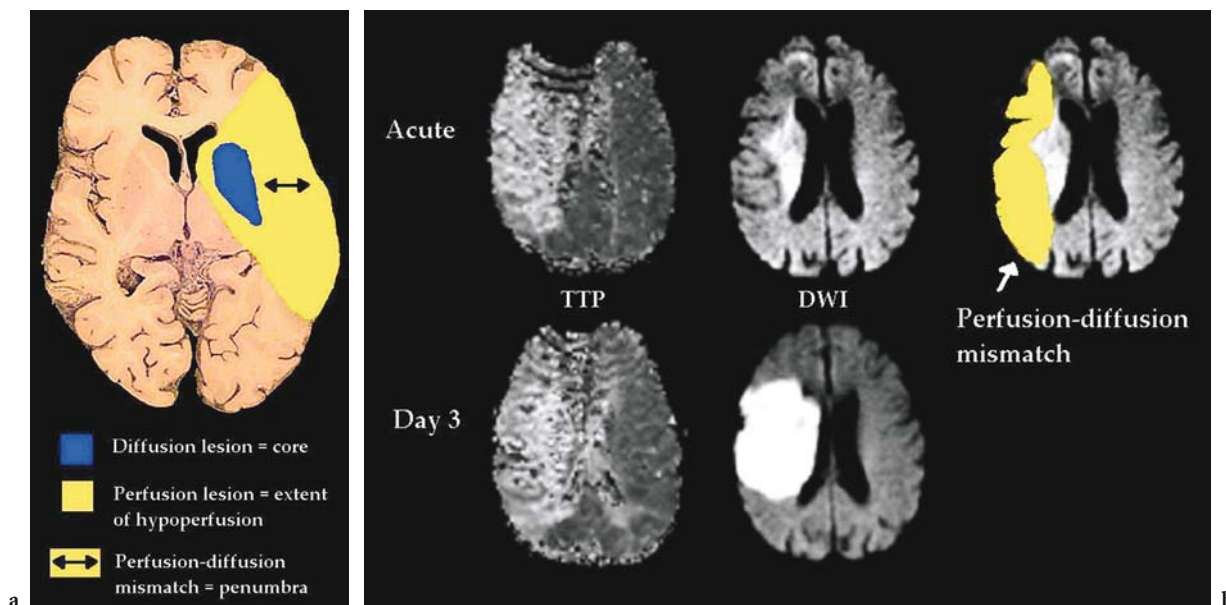 Acute
TTP
DWI
Perfusion-diffusion
mismatch
Day 3
Diffusion lesion = core
Perfusion lesion = extent
of hypoperfusion
Perfusion-diffusion
mismatch = penumbra
a